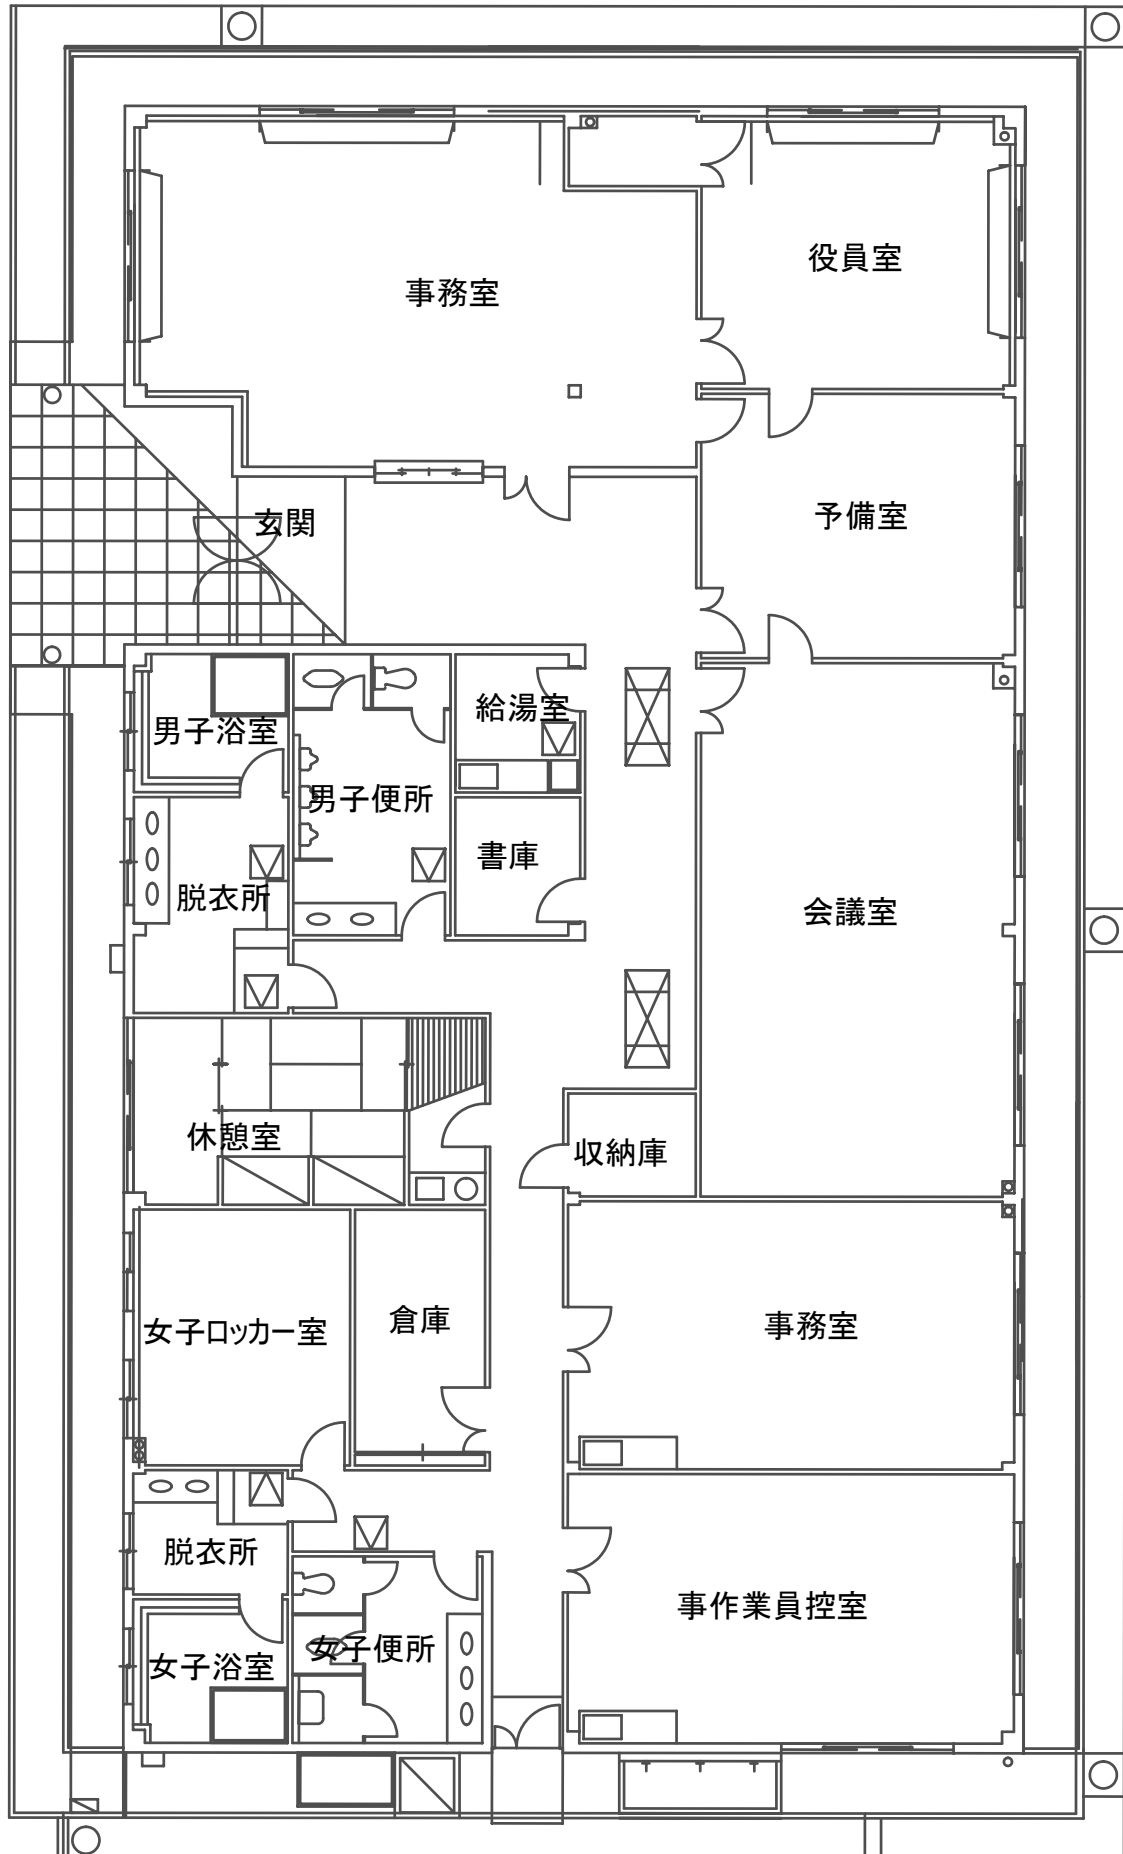 役員室
事務室
予備室
玄関
給湯室
男子浴室
男子便所
書庫
脱衣所
会議室
休憩室
収納庫
倉庫
事務室
女子ロッカー室
脱衣所
事作業員控室
女子便所
女子浴室